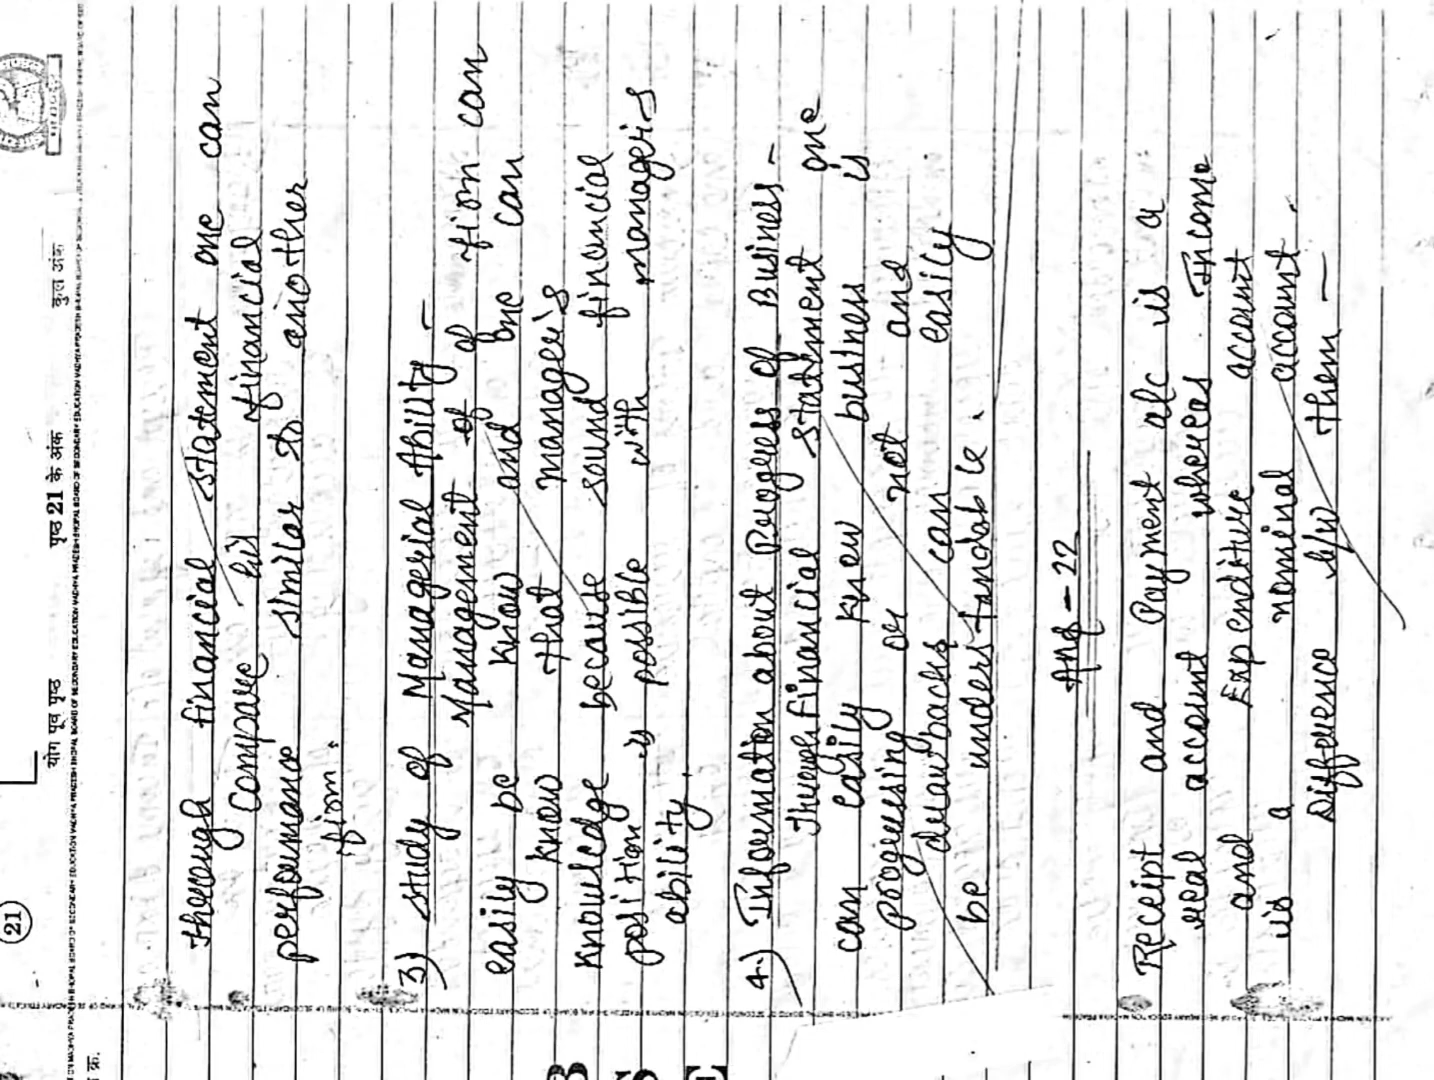 21
योग पूर्व पृष्ठ पृष्ठ 21 के अंक कुल अंक
Through financial statement one can
compare his financial
performance similar to another
firm.
3) Study of Managerial Ability -
Management of of firm can
easily be know and one can
know that manager's
knowledge because sound financial
position is possible with manager's
ability.
4.) Information about Progress of Business -
Through Financial statement one
can easily know business is
progressing or not and
drawbacks can easily
be understandable.
Ans - 22
Receipt and Payment a/c is a
real account whereas Income
and Expenditure account
is a nominal account.
Difference b/w them -